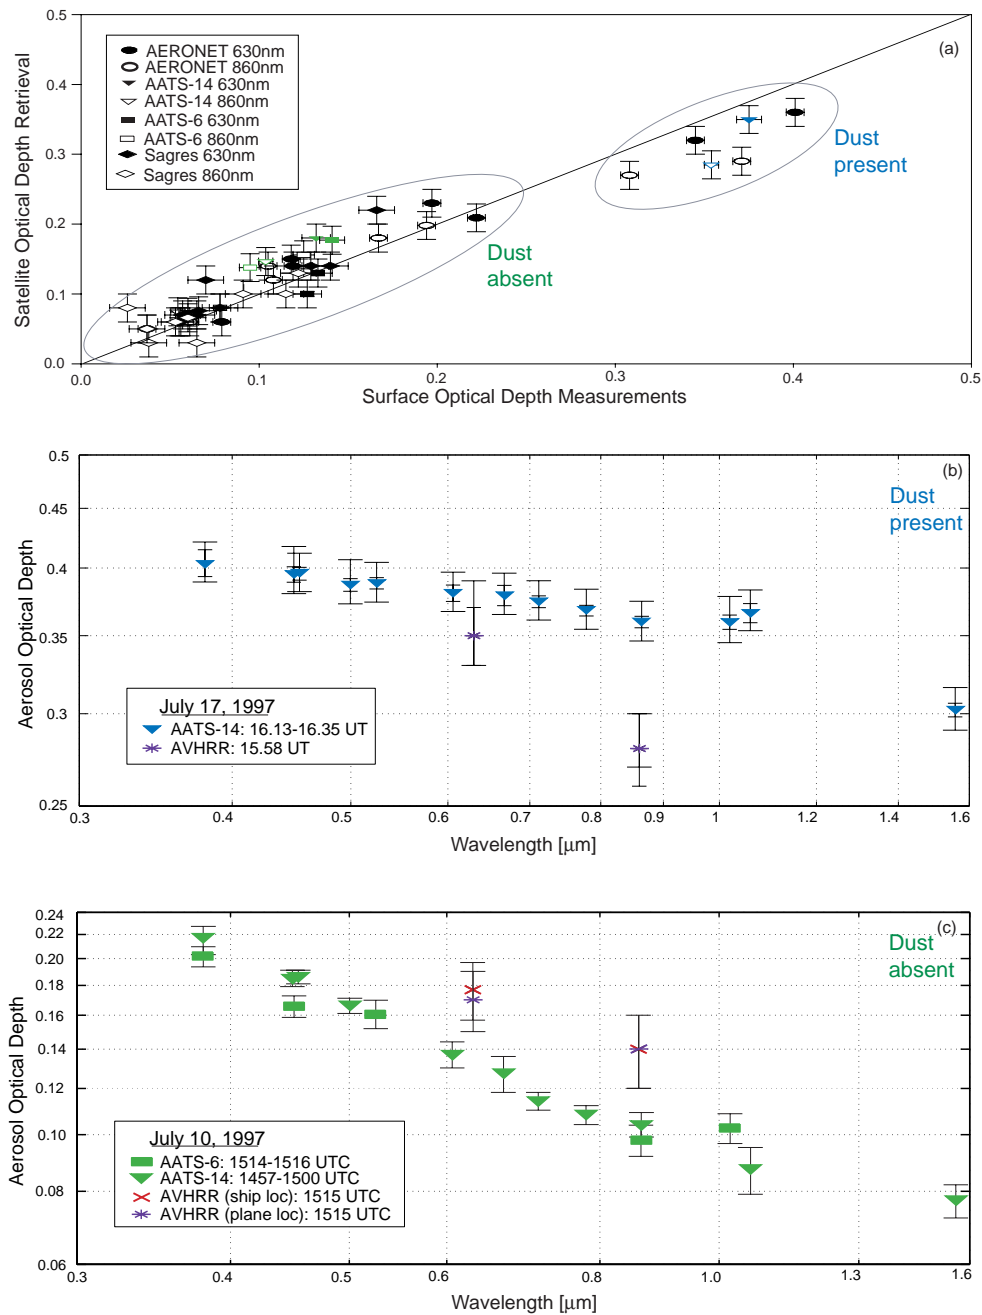 0.5
(a)
AERONET 630nm
AERONET 860nm
AATS-14 630nm
AATS-14 860nm
AATS-6 630nm
AATS-6 860nm
Sagres 630nm
Sagres 860nm
0.4
0.3
0.2
0.1
0.0
Satellite Optical Depth Retrieval
Dust
present
Dust
absent
0.0
0.1
0.2
0.3
0.4
0.5
Surface Optical Depth Measurements
0.5
(b)
Dust
present
0.45
0.4
0.35
0.3
0.25
Aerosol Optical Depth
July 17, 1997
AATS-14: 16.13-16.35 UT
AVHRR: 15.58 UT
0.3
0.4
0.5
0.6
0.7
0.8
0.9
1
1.2
1.4
1.6
Wavelength [μm]
0.24
(c)
Dust
absent
0.22
0.20
0.18
0.16
0.14
0.12
0.10
0.08
0.06
Aerosol Optical Depth
July 10, 1997
AATS-6: 1514-1516 UTC
AATS-14: 1457-1500 UTC
AVHRR (ship loc): 1515 UTC
AVHRR (plane loc): 1515 UTC
0.3
0.4
0.5
0.6
0.8
1.0
1.3
1.6
Wavelength [μm]